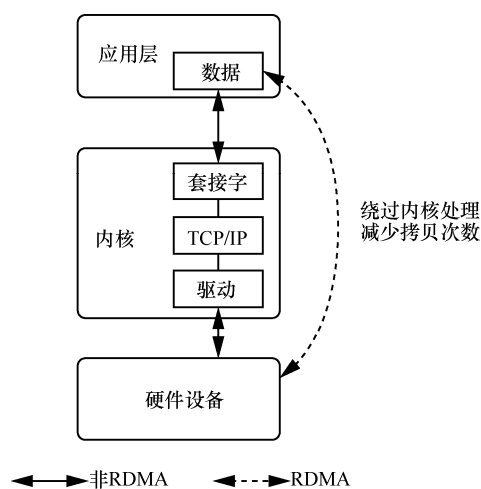 应用层
数据
套接字
内核
TCP/IP
驱动
绕过内核处理
减少拷贝次数
硬件设备
非RDMA
RDMA